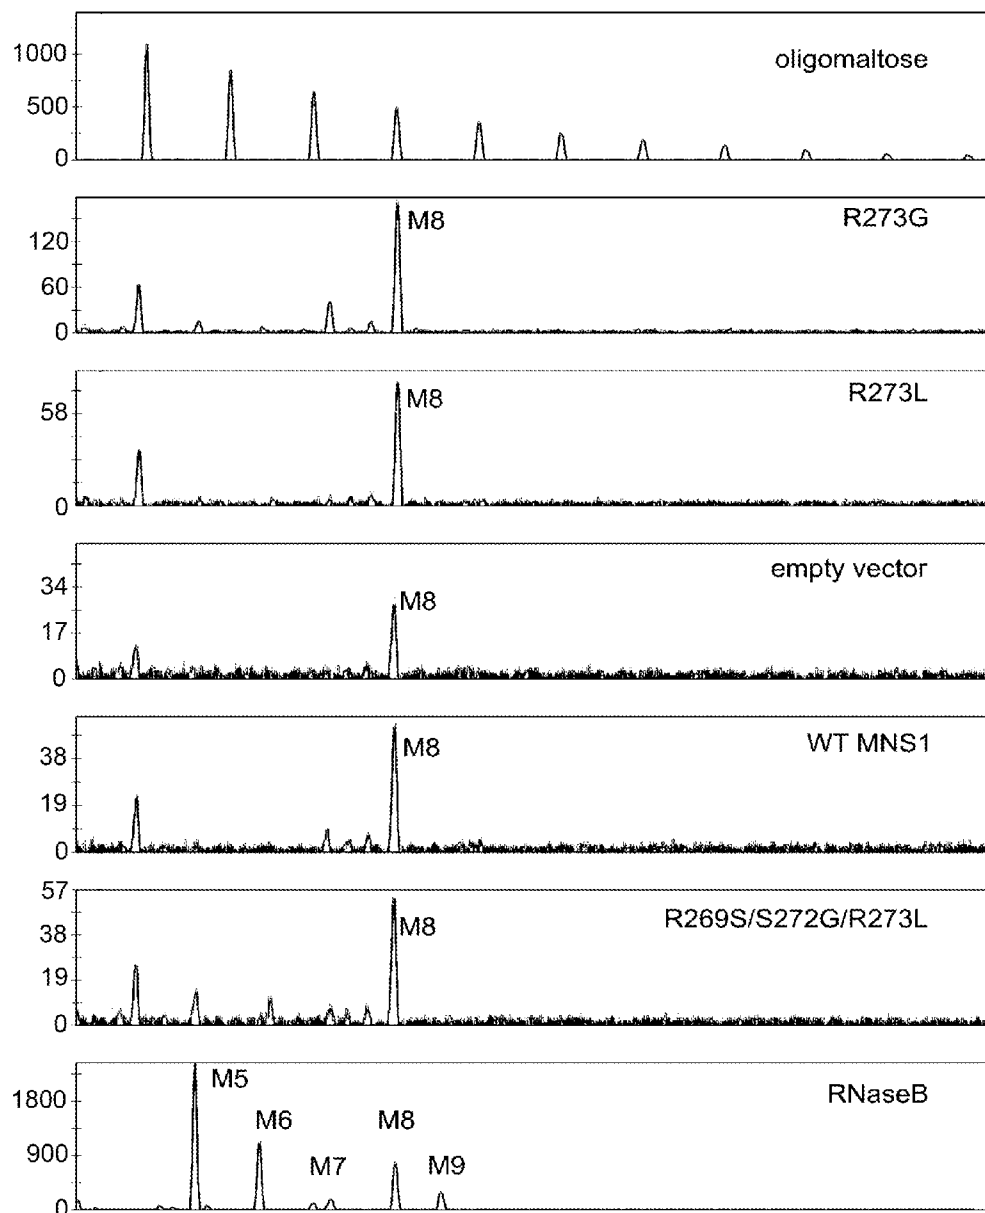 oligomaltose
1000
500
0
R273G
M8
120
60
0
R273L
M8
58
0
empty vector
M8
34
17
0
WT MNS1
M8
38
19
0
57
R269S/S272G/R273L
M8
38
19
0
M5
RNaseB
1800
M6
M8
900
M7
M9
0